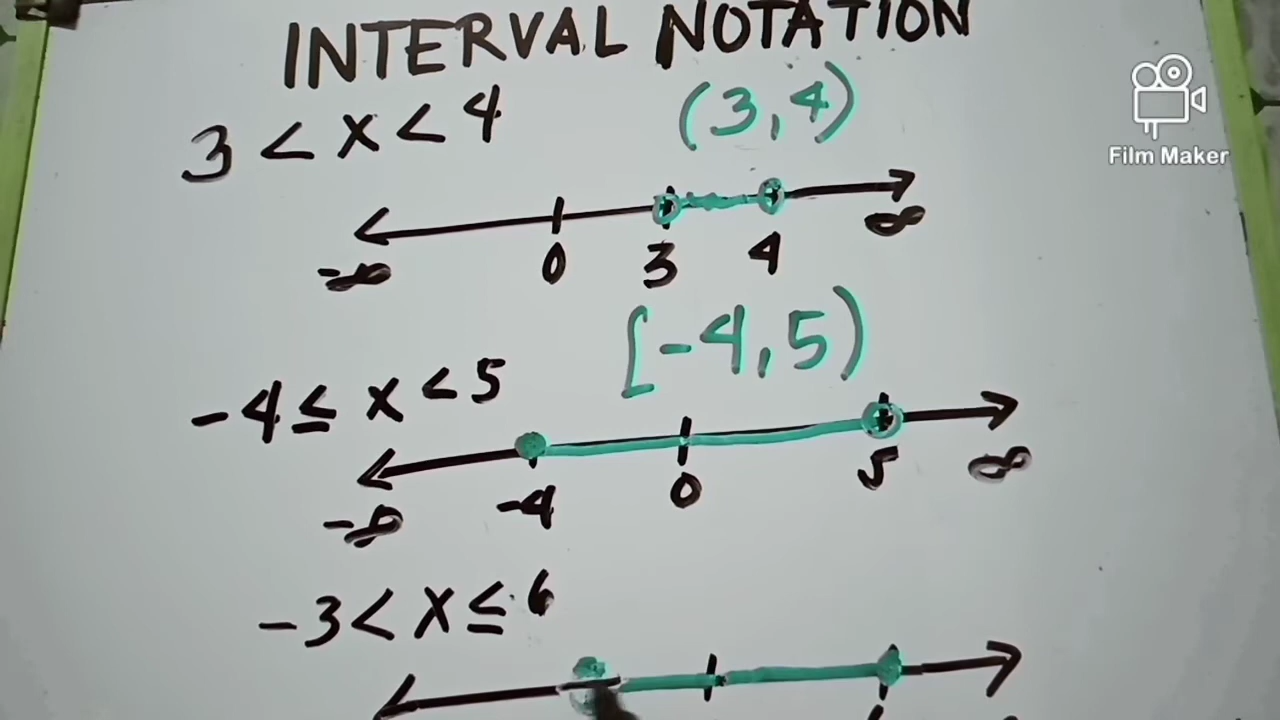 INTERVAL NOTATION
3 < x < 4
(3,4)
-∞ 0 3 4 ∞
[-4,5)
-4 ≤ x < 5
-∞ -4 0 5 ∞
-3 < x ≤ 6
Film Maker